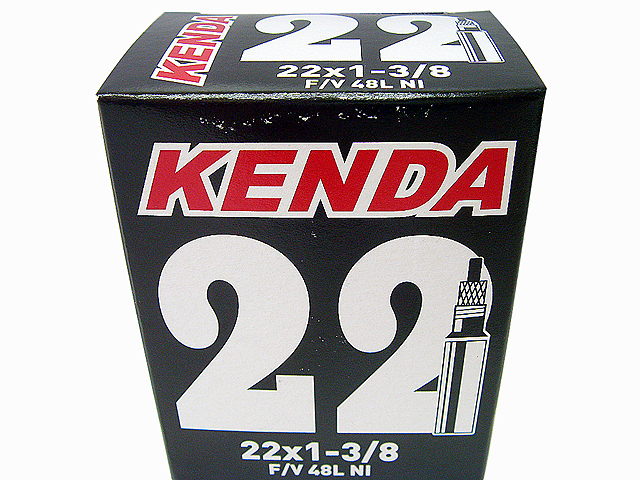 KENDA
22
22x1-3/8
F/V 48L NI
KENDA
22
22x1-3/8
F/V 48L NI